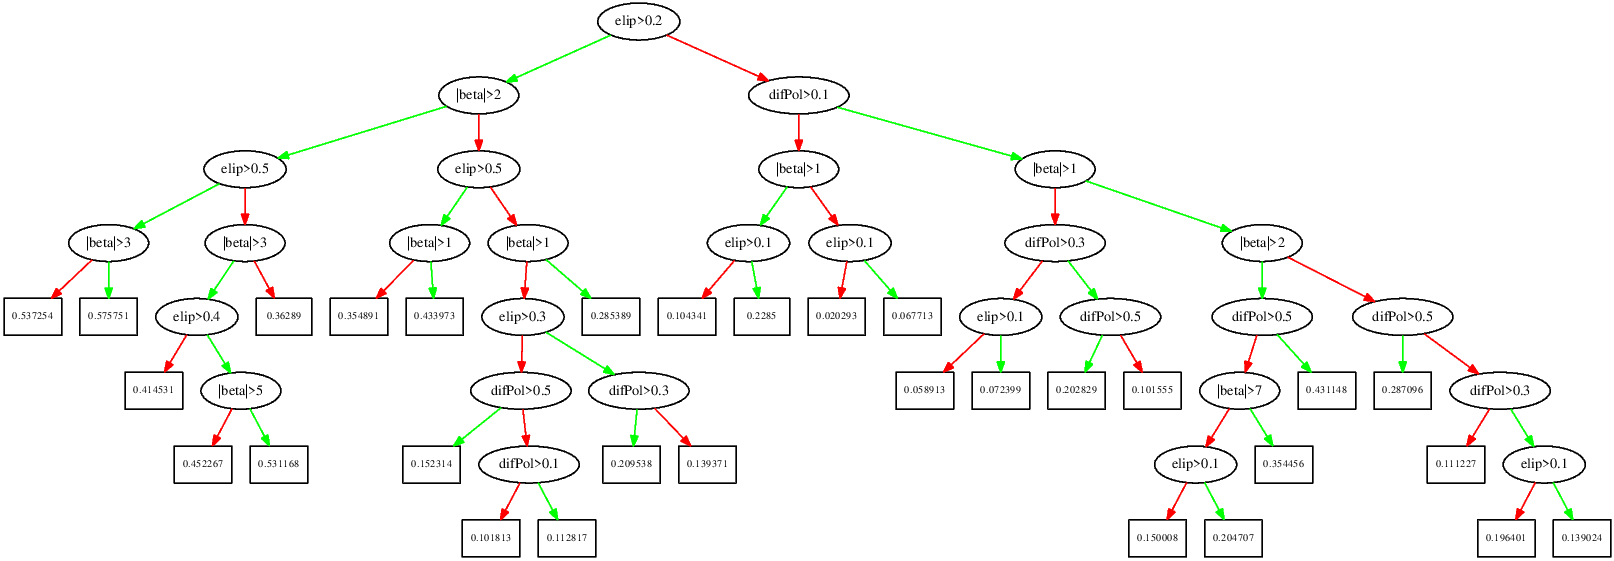 elip>0.2
|beta|>2
difPol>0.1
elip>0.5
elip>0.5
|beta|>1
|beta|>1
|beta|>3
|beta|>3
|beta|>1
|beta|>1
elip>0.1
elip>0.1
difPol>0.3
|beta|>2
0.537254
0.575751
elip>0.4
0.36289
0.354891
0.433973
elip>0.3
0.285389
0.104341
0.2285
0.020293
0.067713
elip>0.1
difPol>0.5
difPol>0.5
difPol>0.5
0.414531
|beta|>5
difPol>0.5
difPol>0.3
0.058913
0.072399
0.202829
0.101555
|beta|>7
0.431148
0.287096
difPol>0.3
0.452267
0.531168
0.152314
difPol>0.1
0.209538
0.139371
elip>0.1
0.354456
0.111227
elip>0.1
0.101813
0.112817
0.150008
0.204707
0.196401
0.139024